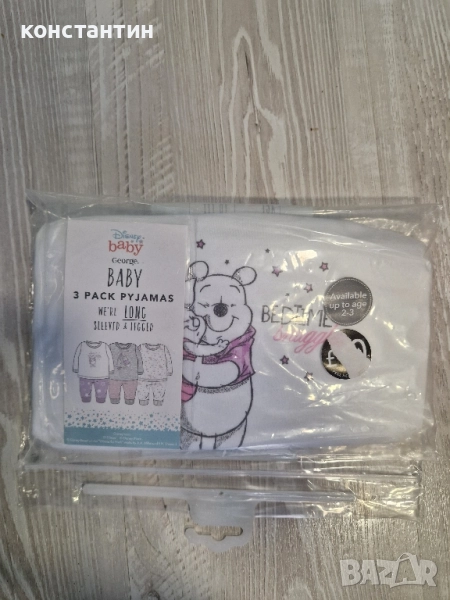 КОНСТАНТИН
Disney
baby
George.
BABY
3 PACK PYJAMAS
WE'RE LONG
SLEEVED & LEGGED
BEDTIME
snuggles
Available
up to age
2-3
£
BAZAR